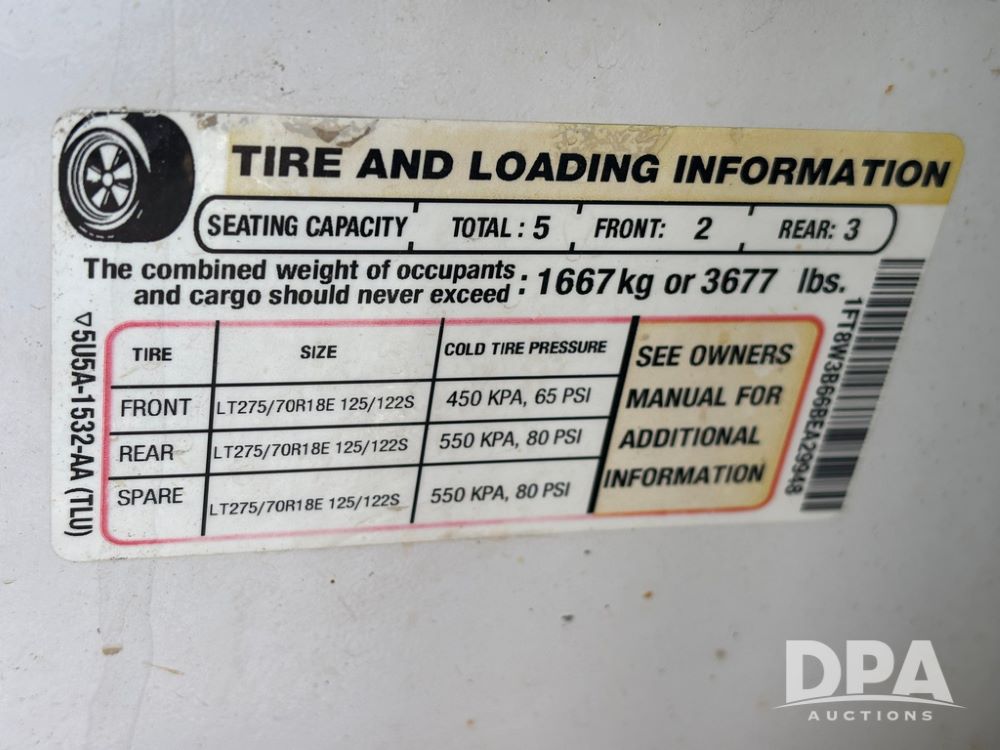 TIRE AND LOADING INFORMATION
SEATING CAPACITY TOTAL : 5 FRONT: 2 REAR: 3
The combined weight of occupants
and cargo should never exceed : 1667kg or 3677 lbs.
TIRE SIZE COLD TIRE PRESSURE
FRONT LT275/70R18E 125/122S 450 KPA, 65 PSI
REAR LT275/70R18E 125/122S 550 KPA, 80 PSI
SPARE LT275/70R18E 125/122S 550 KPA, 80 PSI
SEE OWNERS
MANUAL FOR
ADDITIONAL
INFORMATION
5U5A-1532-AA (TLU)
1FT8W3B66BEA29948
DPA
AUCTIONS